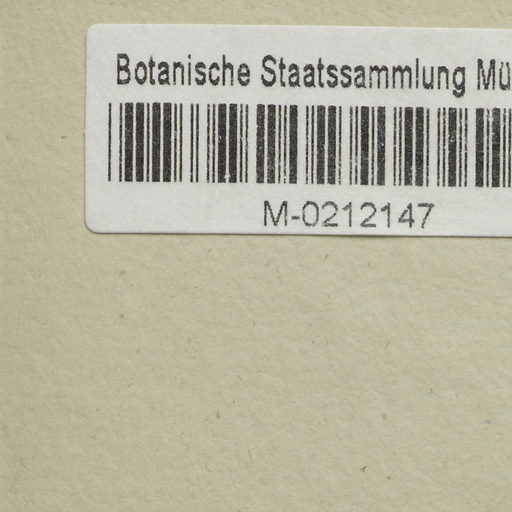 Botanische Staatssammlung Mü
M-0212147